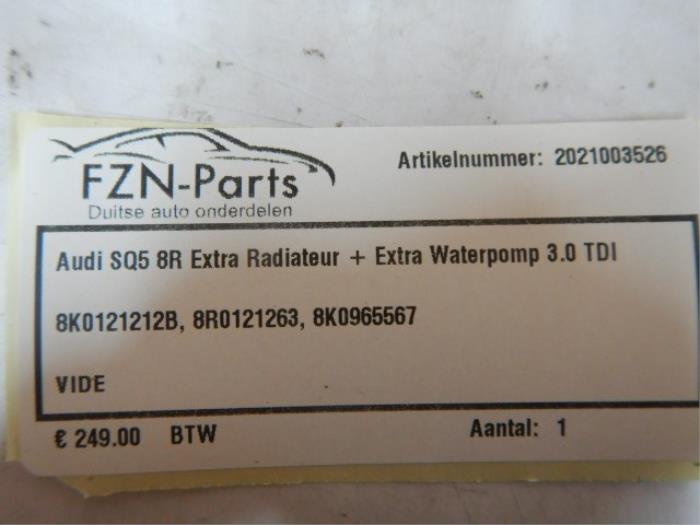 FZN-Parts
Duitse auto onderdelen
Artikelnummer: 2021003526
Audi SQ5 8R Extra Radiateur + Extra Waterpomp 3.0 TDI
8K0121212B, 8R0121263, 8K0965567
VIDE
€ 249.00 BTW
Aantal: 1